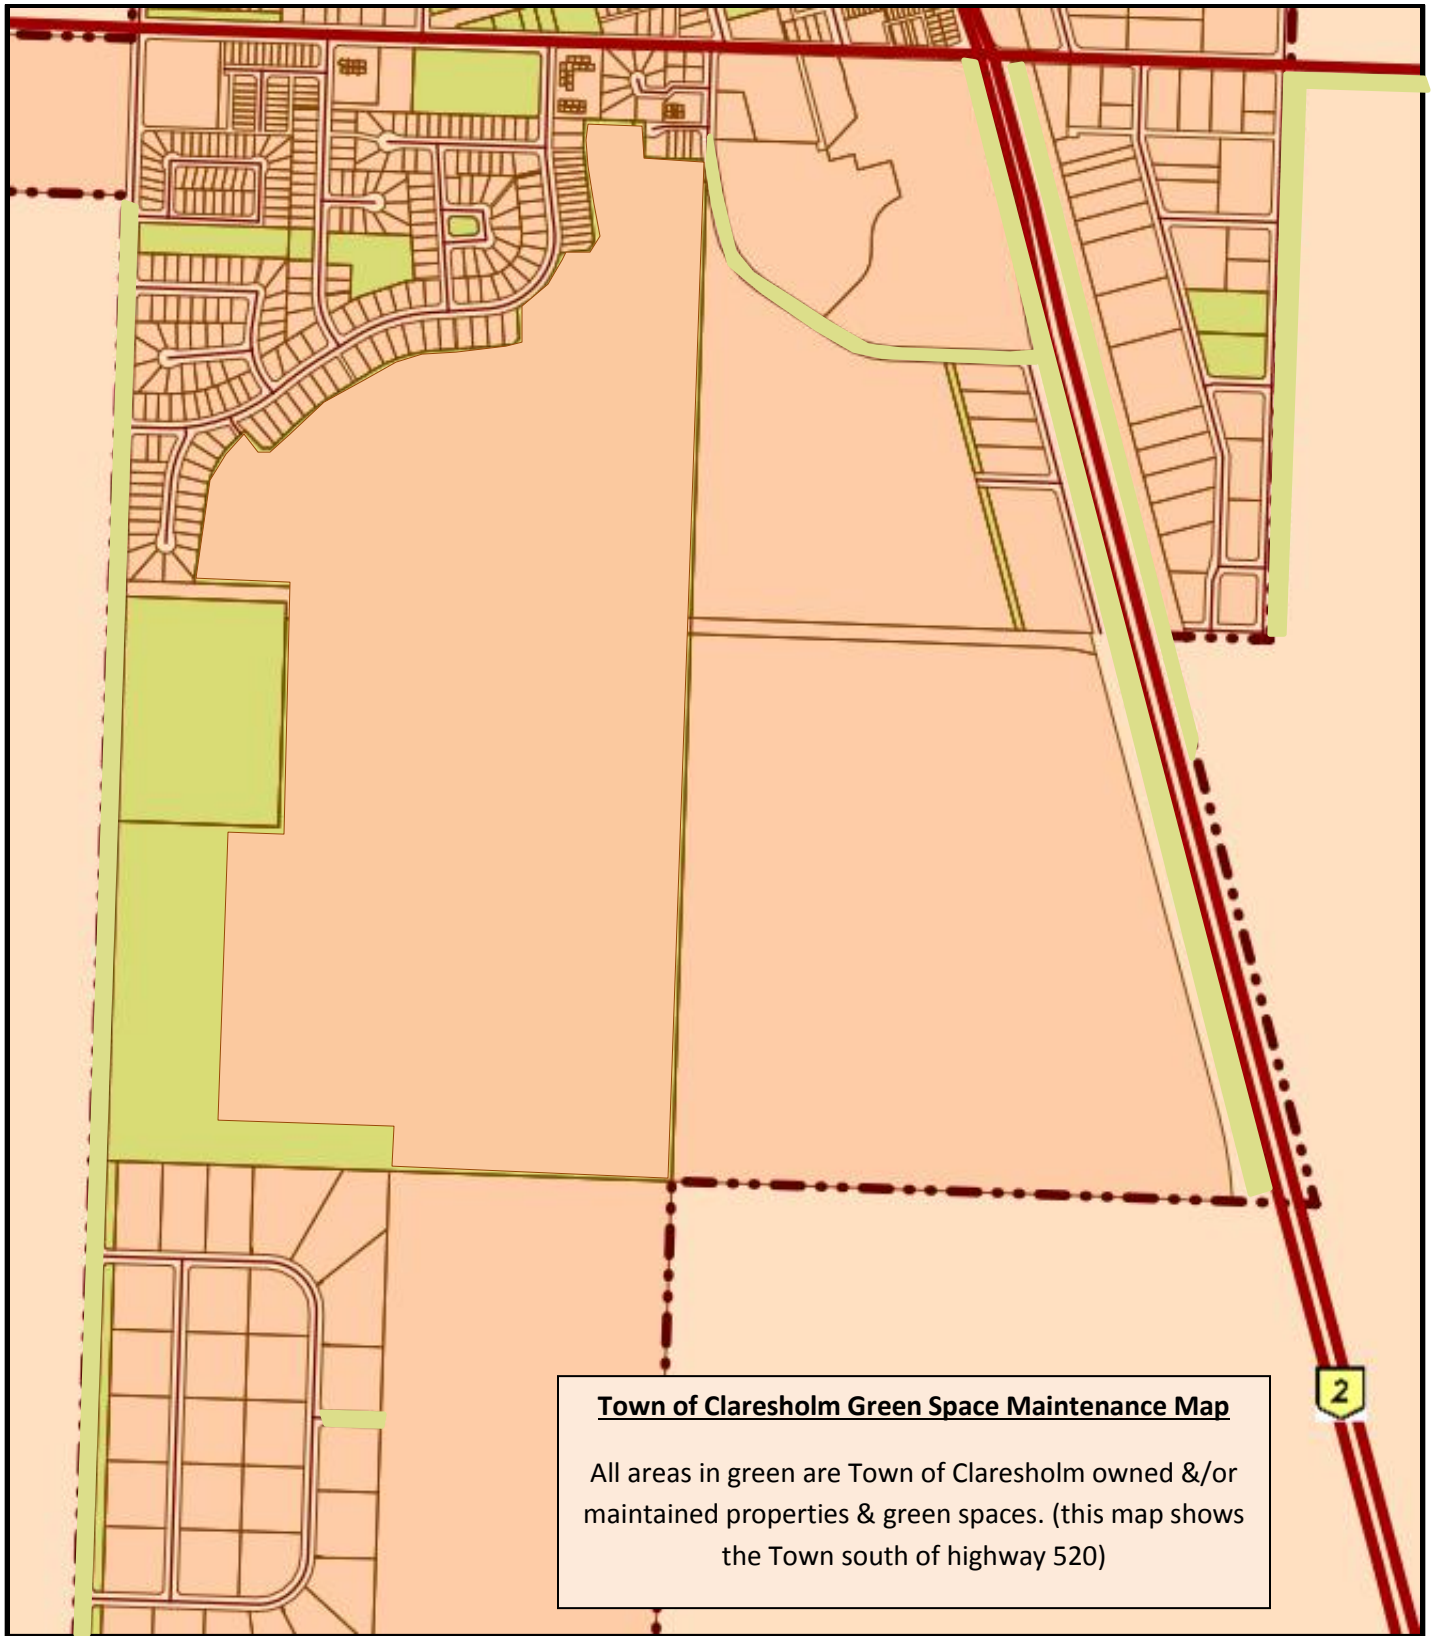 Town of Claresholm Green Space Maintenance Map
All areas in green are Town of Claresholm owned &/or
maintained properties & green spaces. (this map shows
the Town south of highway 520)
2